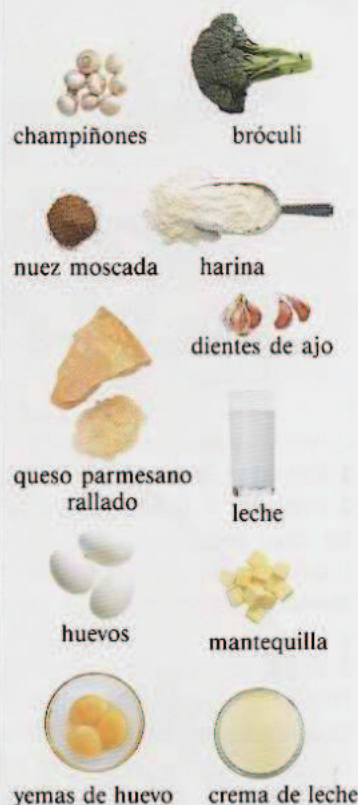 champiñones
bróculi
nuez moscada
harina
dientes de ajo
queso parmesano
rallado
leche
huevos
mantequilla
yemas de huevo
crema de leche